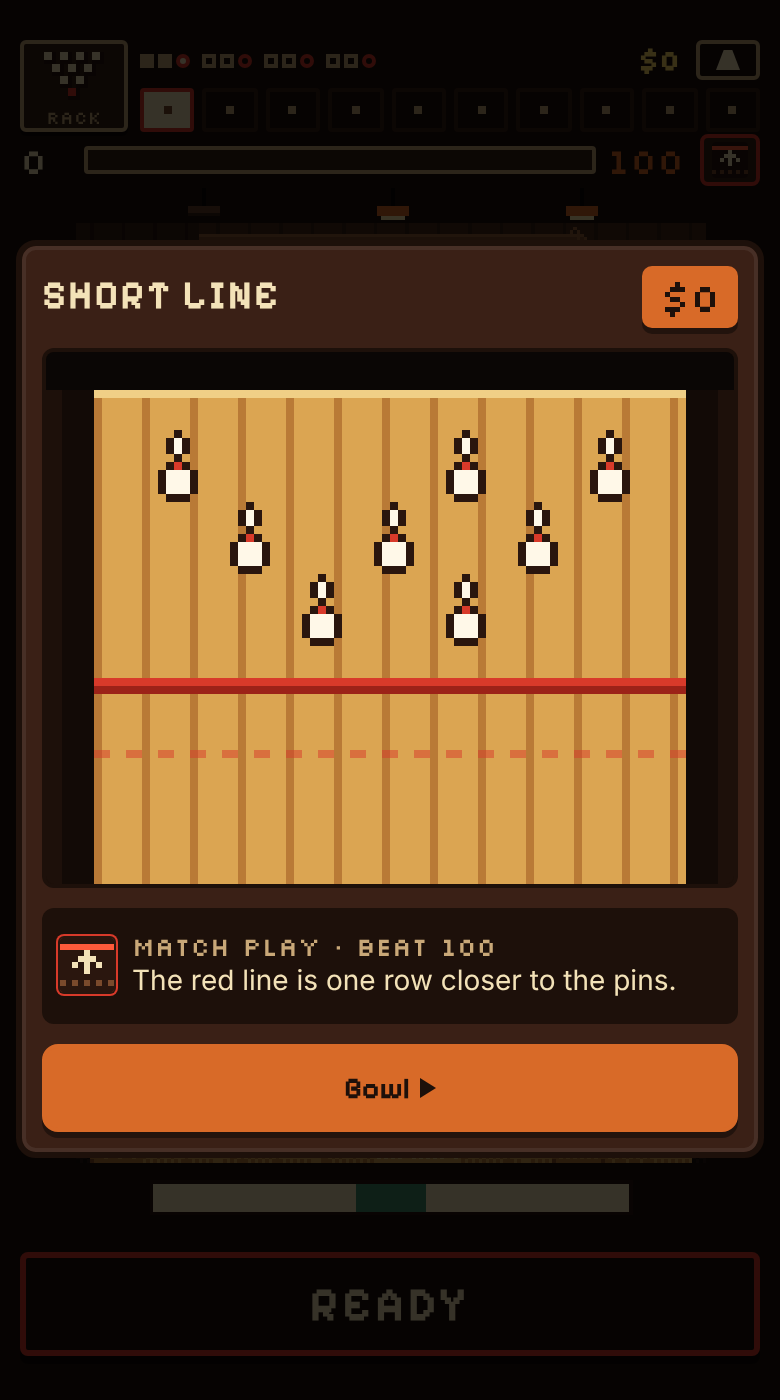 $0
RACK
0
100
SHORT LINE
$0
MATCH PLAY · BEAT 100
The red line is one row closer to the pins.
Bowl
READY